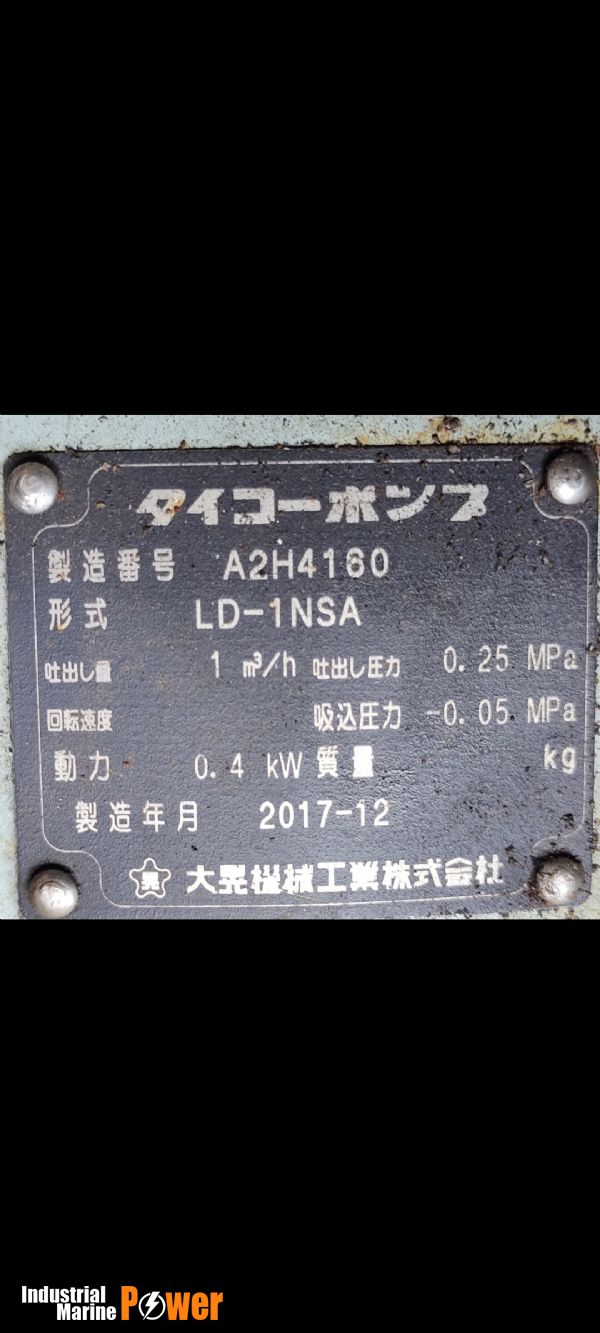 タイコーポンプ
製造番号 A2H4160
形式 LD-1NSA
吐出し量 1 m³/h 吐出し圧力 0.25 MPa
回転速度 吸込圧力 -0.05 MPa
動力 0.4 kW 質量 kg
製造年月 2017-12
晃 大晃機械工業株式会社
Industrial
Marine Power